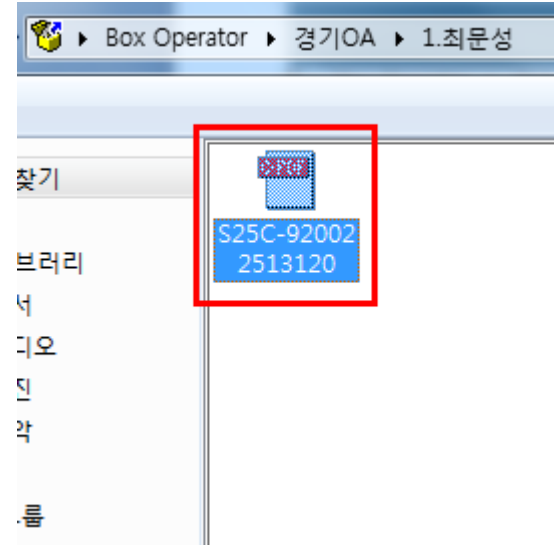 Box Operator ▸ 경기OA ▸ 1.최문성
찾기
S25C-92002
2513120
브러리
서
디오
진
악
그룹